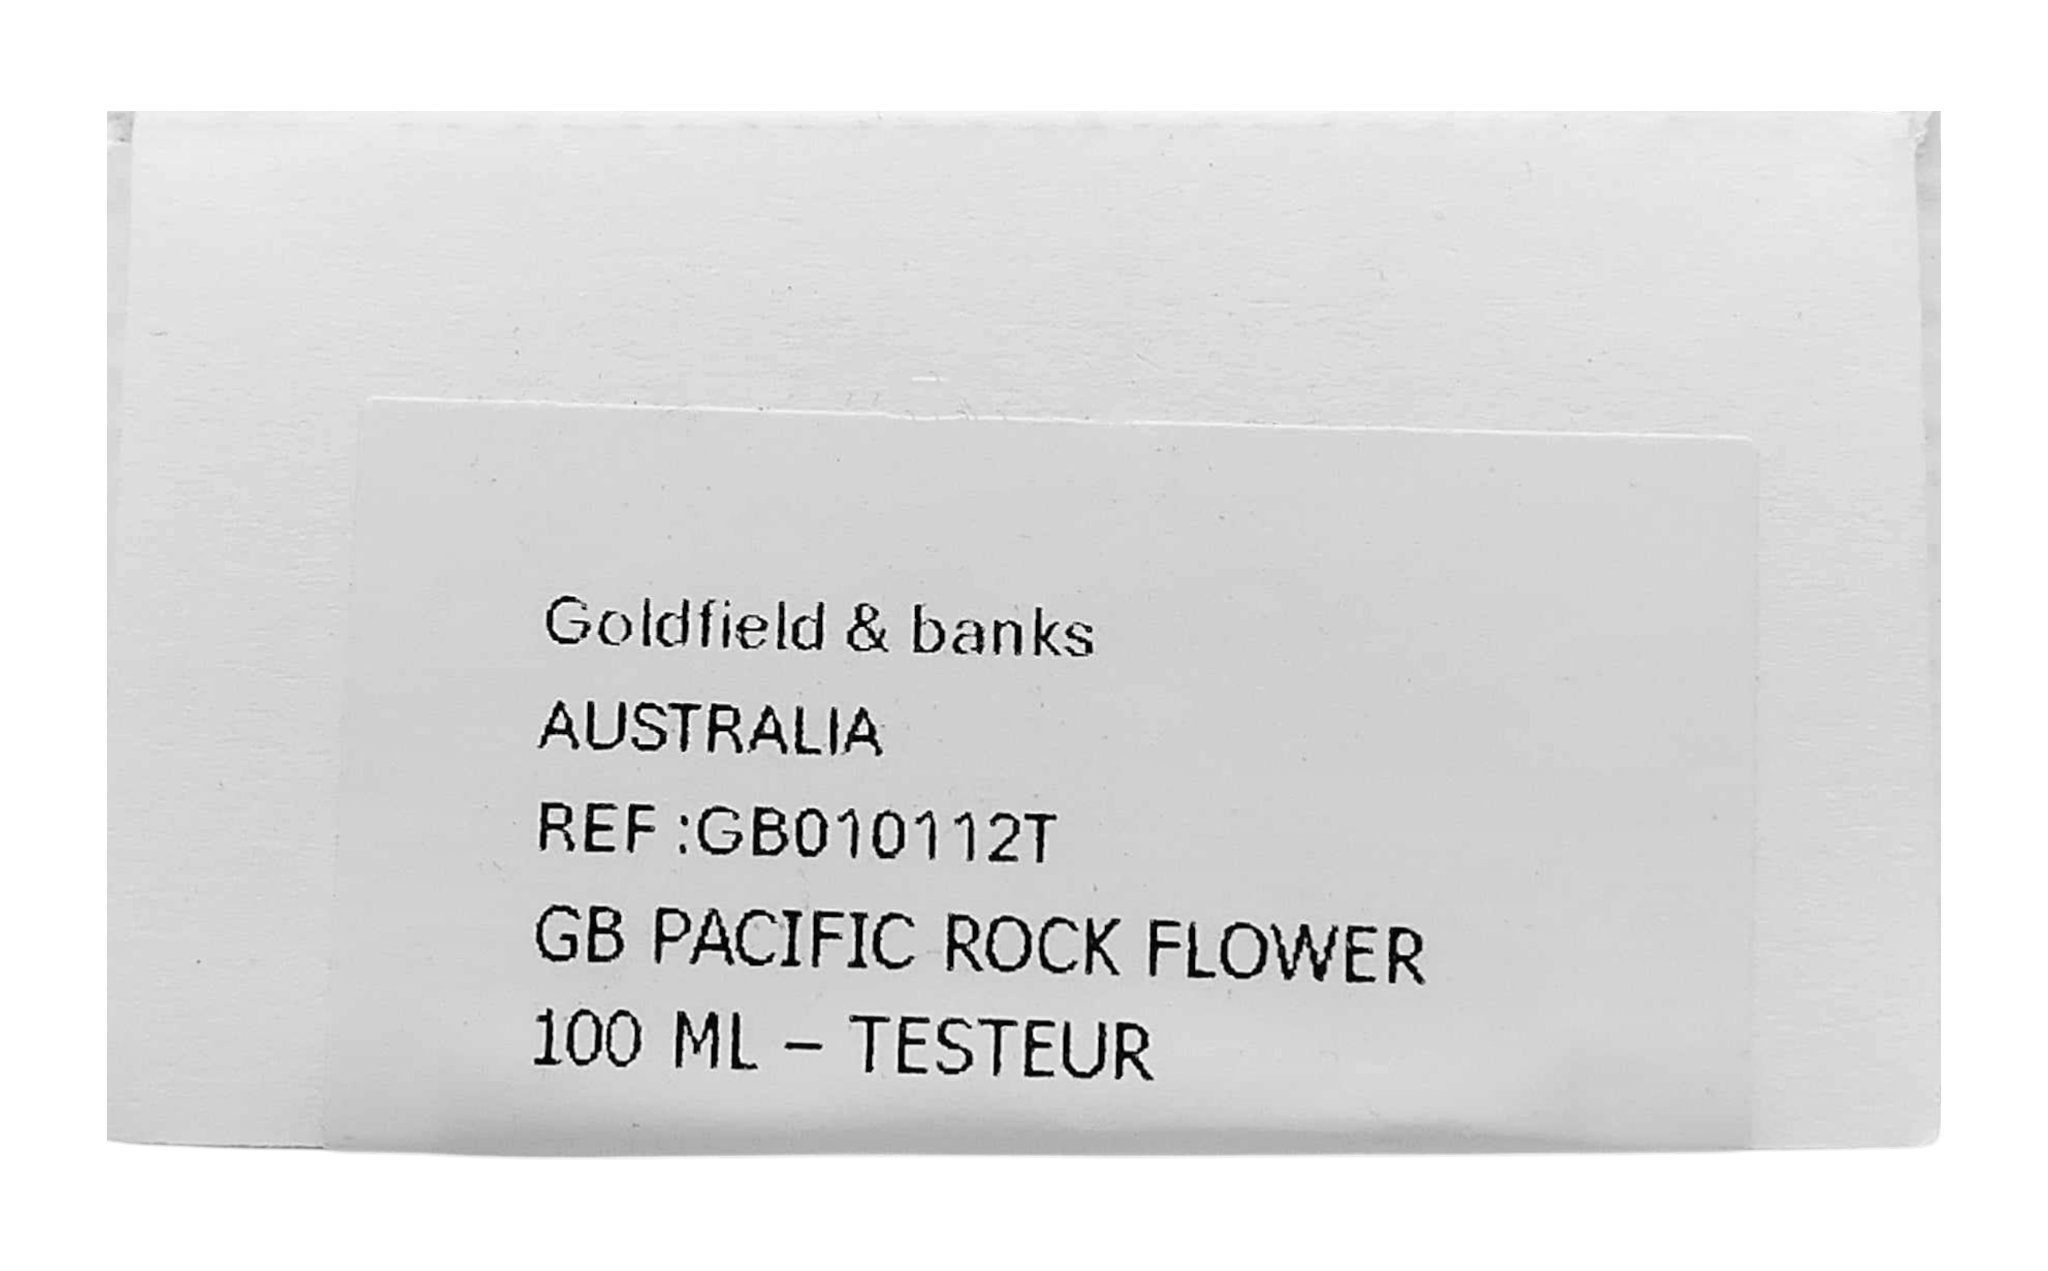 Goldfield & banks
AUSTRALIA
REF :GB010112T
GB PACIFIC ROCK FLOWER
100 ML – TESTEUR